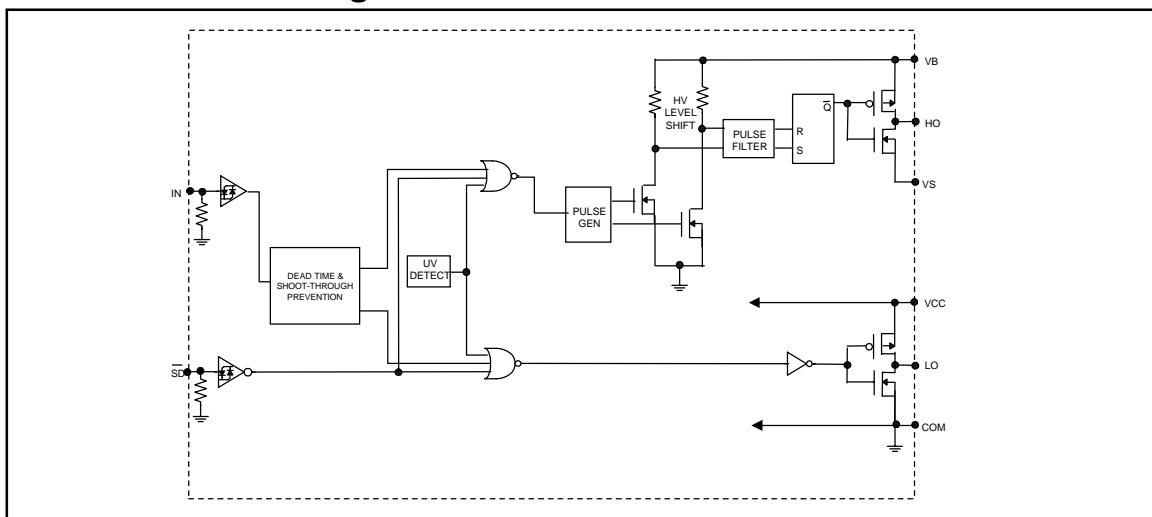 VB
HV
LEVEL
SHIFT
Q
HO
PULSE
FILTER
R
S
VS
IN
PULSE
GEN
UV
DETECT
DEAD TIME &
SHOOT-THROUGH
PREVENTION
VCC
SD
LO
COM